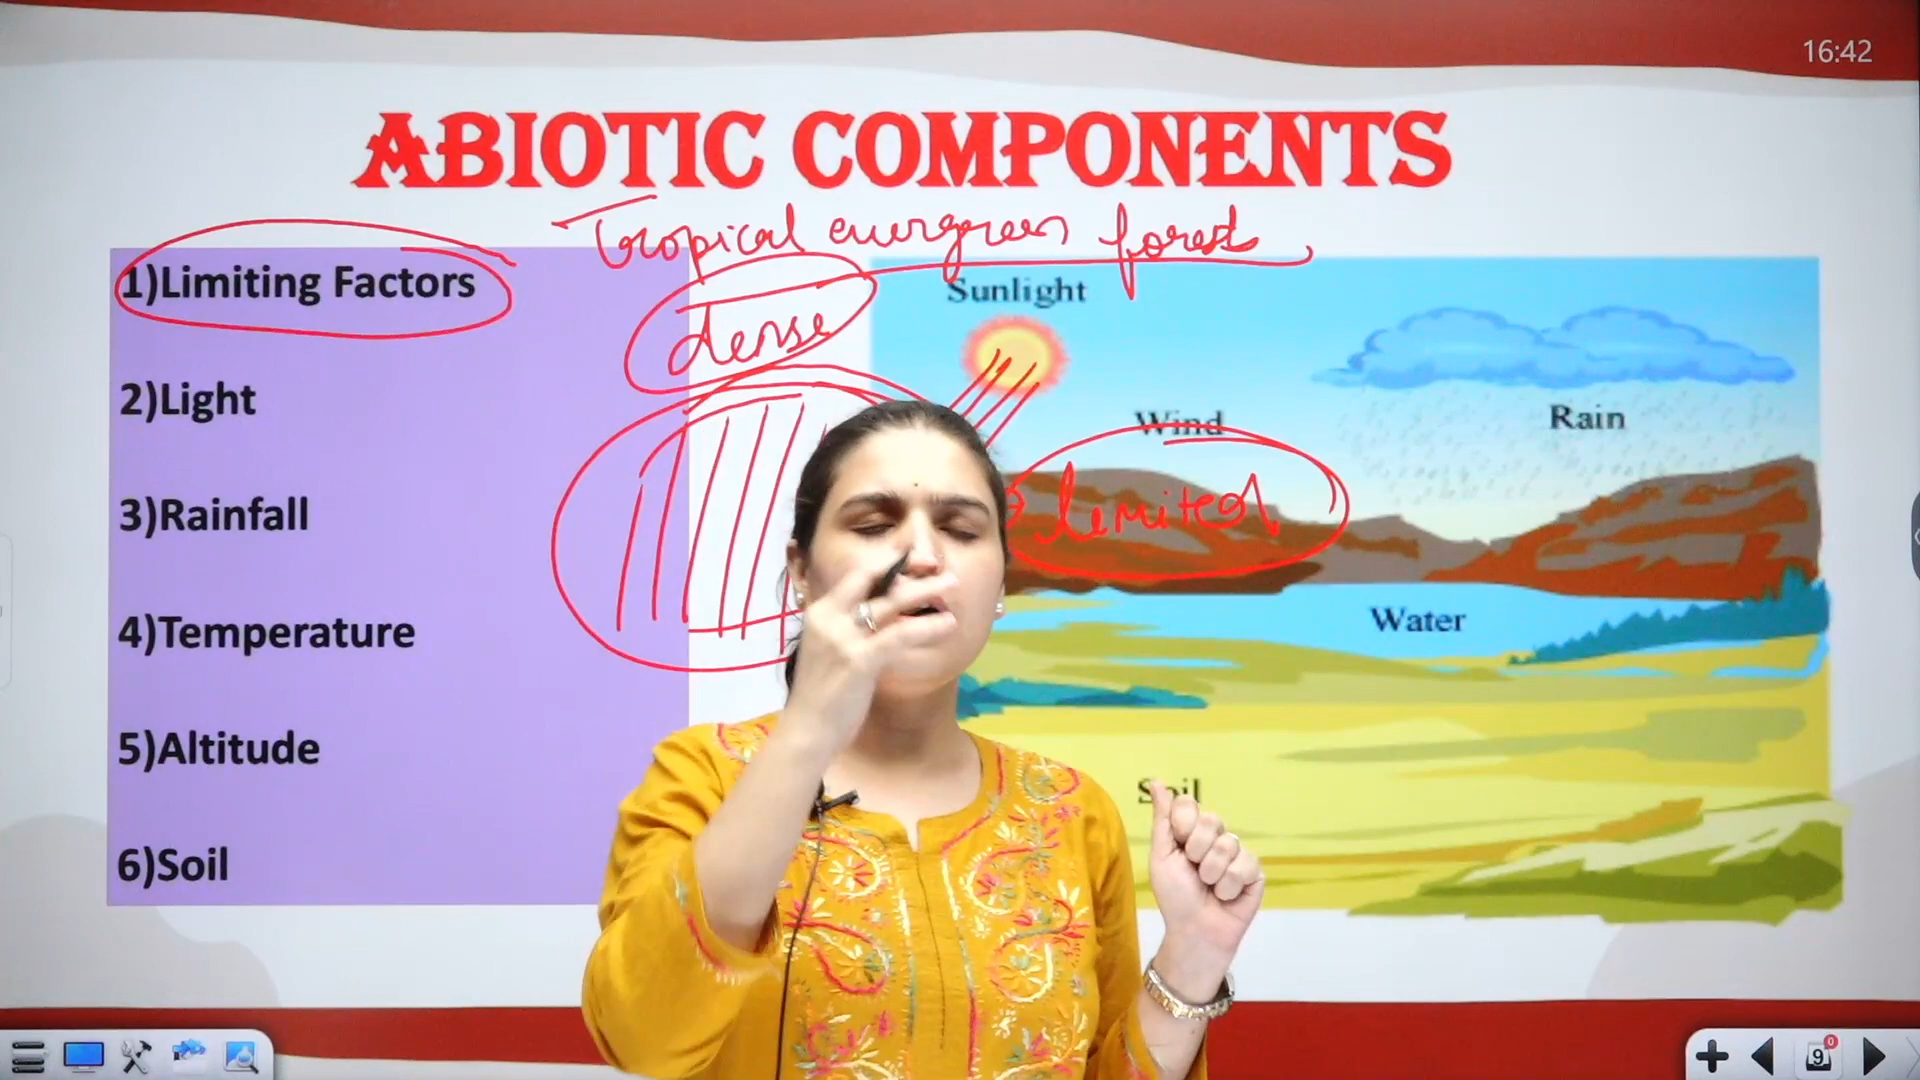 16:42
ABIOTIC COMPONENTS
Tropical evergreen forest
1)Limiting Factors
dense
Sunlight
2)Light
Wind
Rain
limited
3)Rainfall
4)Temperature
Water
5)Altitude
Soil
6)Soil
9
0